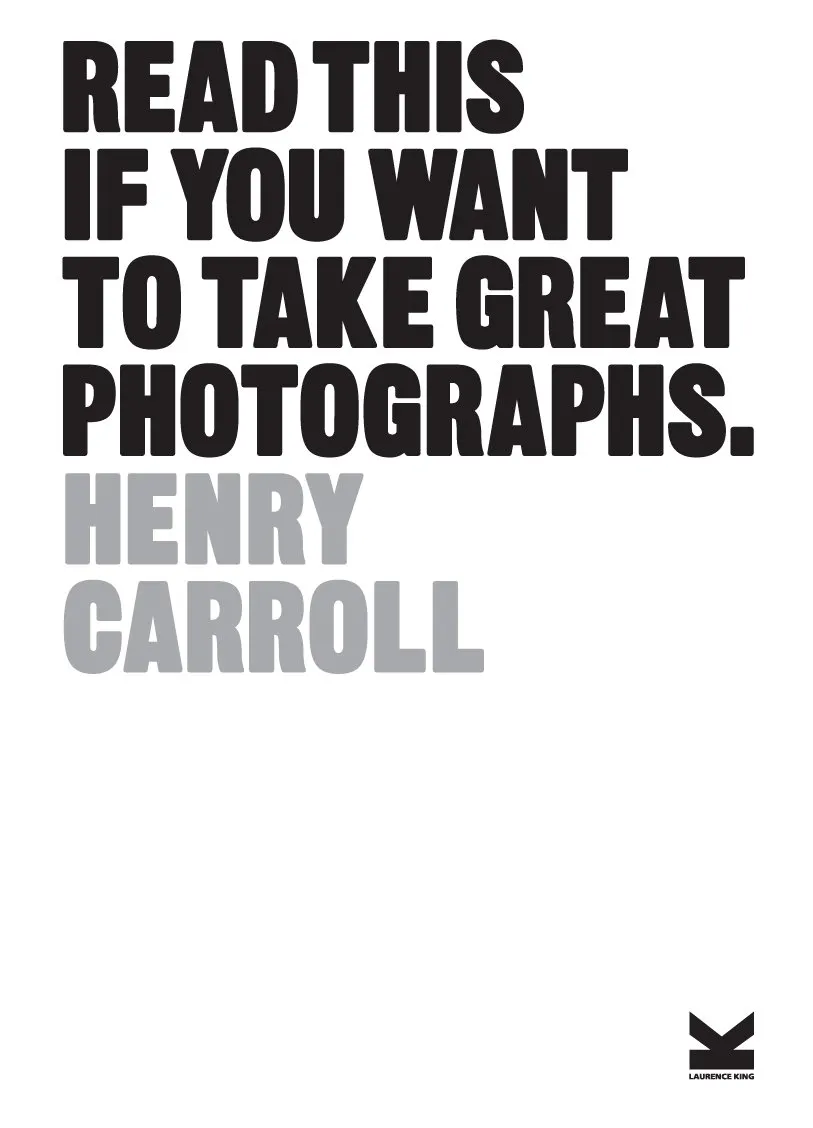 READ THIS
IF YOU WANT
TO TAKE GREAT
PHOTOGRAPHS.
HENRY
CARROLL
LAURENCE KING